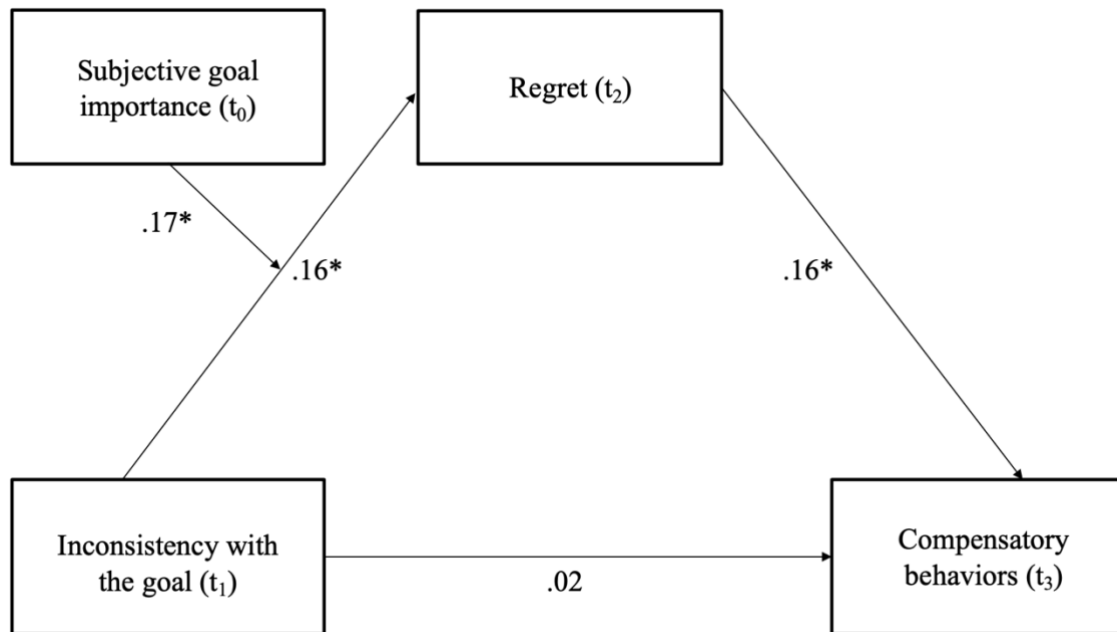 Subjective goal
importance (t₀)
Regret (t₂)
.17*
.16*
.16*
Inconsistency with
the goal (t₁)
.02
Compensatory
behaviors (t₃)